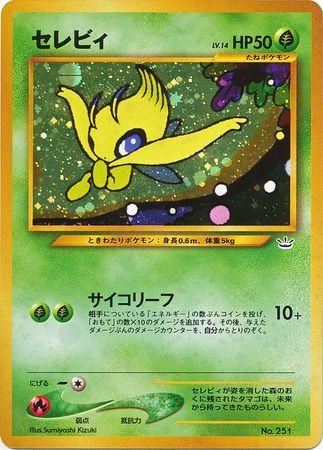 セレビィ LV.14 HP50
たねポケモン
ときわたりポケモン：身長0.6m、体重5kg
サイコリーフ 10+
相手についている「エネルギー」の数ぶんコインを投げ、
「おもて」の数×10のダメージを追加する。その後、与えた
ダメージぶんのダメージカウンターを、自分からとりのぞく。
にげる
弱点 抵抗力
セレビィが姿を消した森のお
くに残されたタマゴは、未来
から持ってきたものらしい。
Illus.Sumiyoshi Kizuki
No. 251